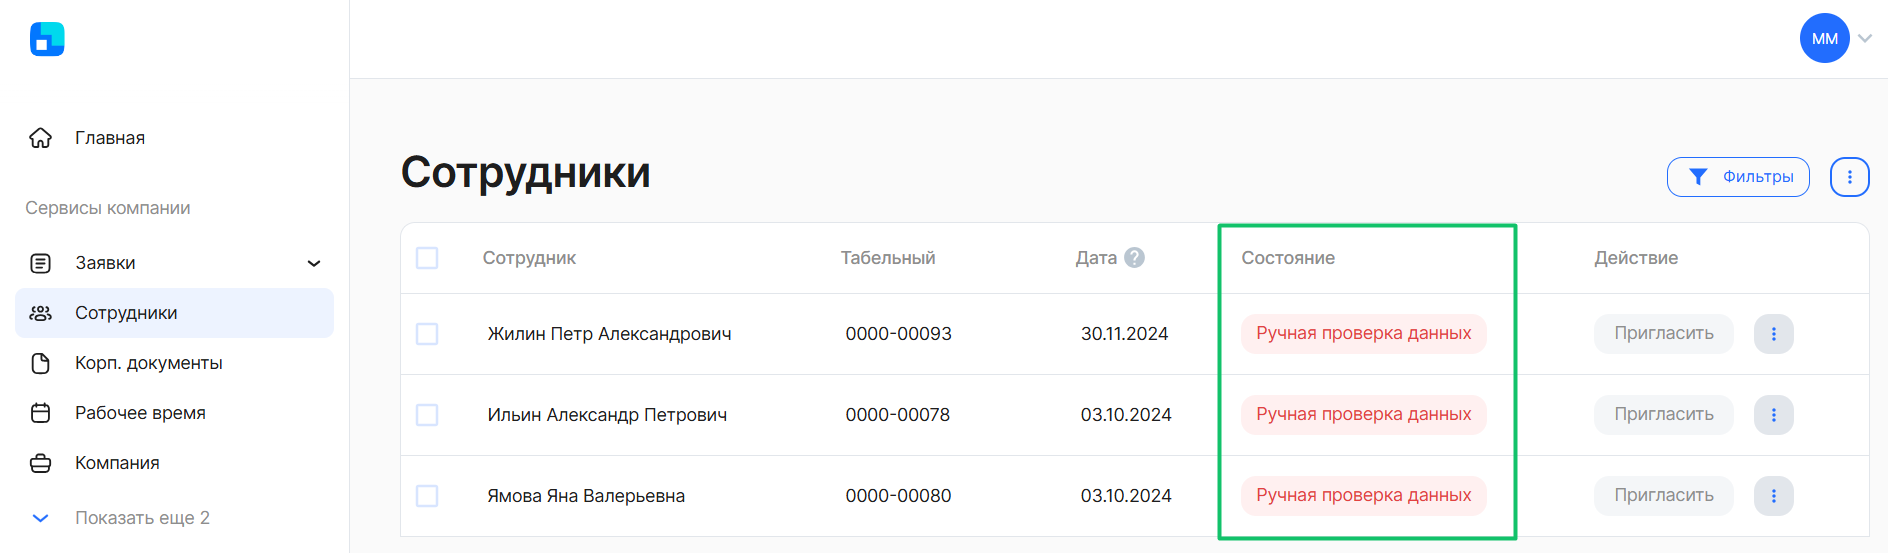 ММ
Главная
Сервисы компании
Заявки
Сотрудники
Корп. документы
Рабочее время
Компания
Показать еще 2
Сотрудники
Фильтры
Сотрудник Табельный Дата ? Состояние Действие
Жилин Петр Александрович 0000-00093 30.11.2024 Ручная проверка данных Пригласить
Ильин Александр Петрович 0000-00078 03.10.2024 Ручная проверка данных Пригласить
Ямова Яна Валерьевна 0000-00080 03.10.2024 Ручная проверка данных Пригласить